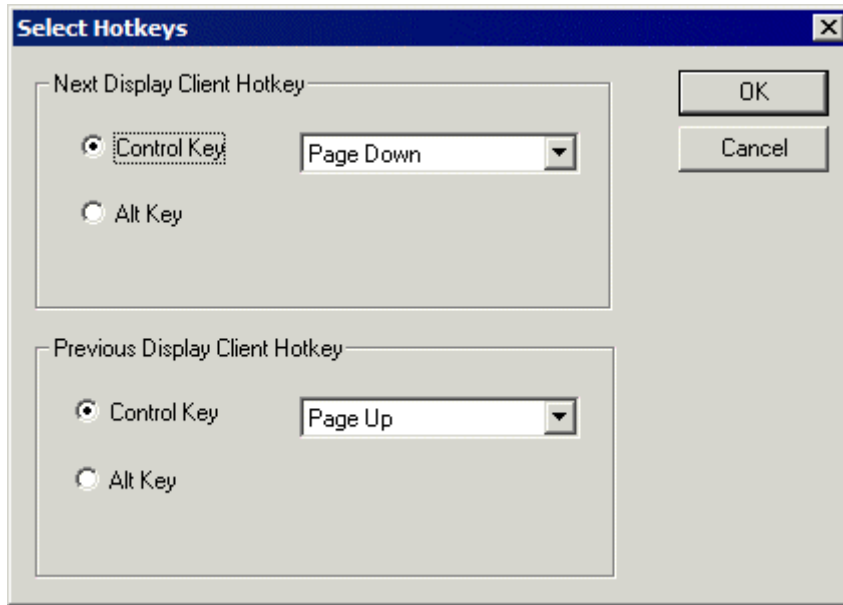 Select Hotkeys
Next Display Client Hotkey
Control Key
Page Down
Alt Key
OK
Cancel
Previous Display Client Hotkey
Control Key
Page Up
Alt Key